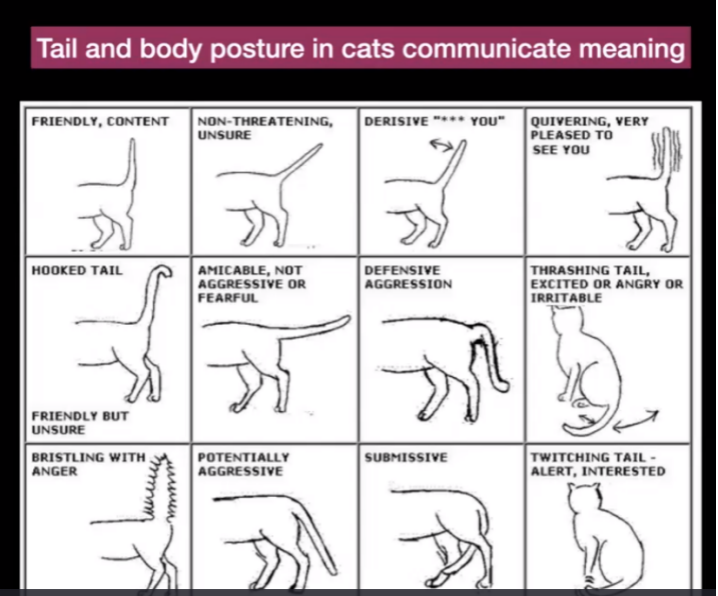 Tail and body posture in cats communicate meaning
FRIENDLY, CONTENT
NON-THREATENING,
UNSURE
DERISIVE "*** YOU"
QUIVERING, VERY
PLEASED TO
SEE YOU
HOOKED TAIL
FRIENDLY BUT
UNSURE
AMICABLE, NOT
AGGRESSIVE OR
FEARFUL
DEFENSIVE
AGGRESSION
THRASHING TAIL,
EXCITED OR ANGRY OR
IRRITABLE
BRISTLING WITH
ANGER
POTENTIALLY
AGGRESSIVE
SUBMISSIVE
TWITCHING TAIL -
ALERT, INTERESTED